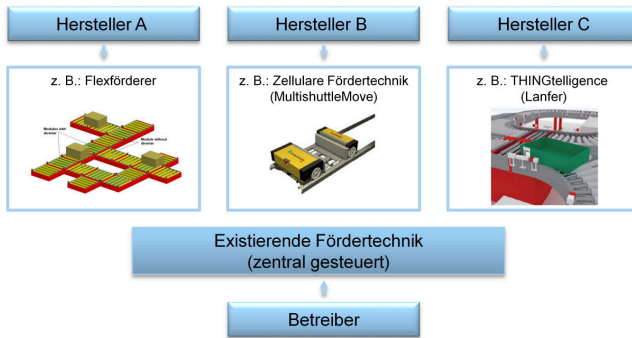 Hersteller A
Hersteller B
Hersteller C
z. B.: Flexförderer
Modules with
diverter
Module without
diverter
z. B.: Zellulare Fördertechnik
(MultishuttleMove)
z. B.: THINGtelligence
(Lanfer)
Existierende Fördertechnik
(zentral gesteuert)
Betreiber